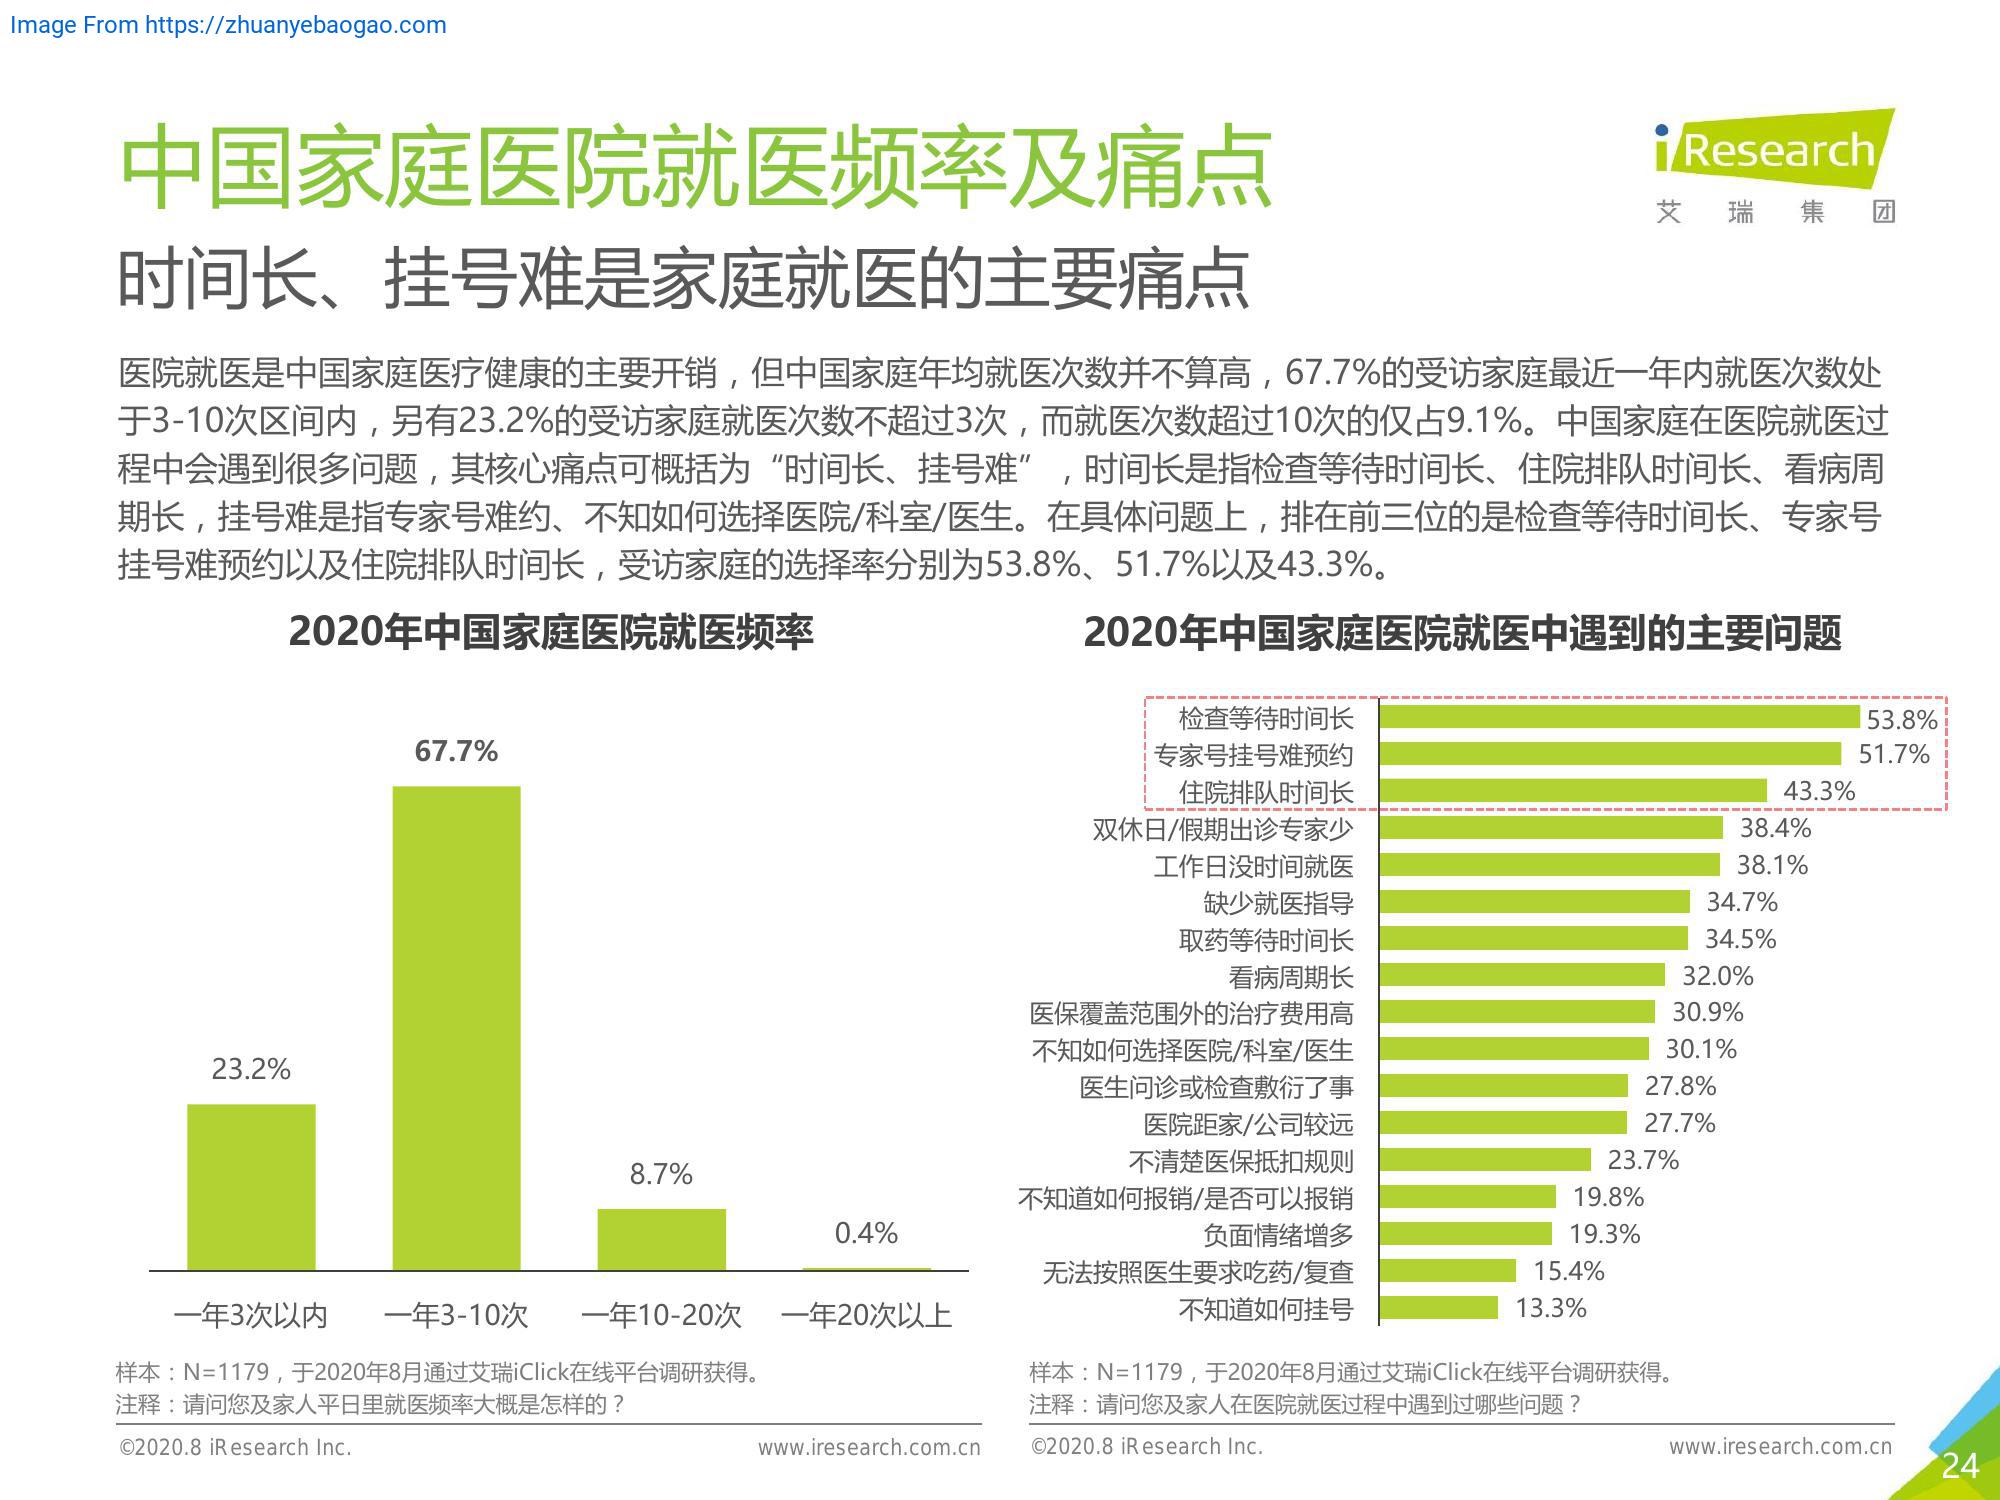 Image From https://zhuanyebaogao.com
中国家庭医院就医频率及痛点
iResearch
艾瑞集团
时间长、挂号难是家庭就医的主要痛点
医院就医是中国家庭医疗健康的主要开销，但中国家庭年均就医次数并不算高，67.7%的受访家庭最近一年内就医次数处
于3-10次区间内，另有23.2%的受访家庭就医次数不超过3次，而就医次数超过10次的仅占9.1%。中国家庭在医院就医过
程中会遇到很多问题，其核心痛点可概括为“时间长、挂号难”，时间长是指检查等待时间长、住院排队时间长、看病周
期长，挂号难是指专家号难约、不知如何选择医院/科室/医生。在具体问题上，排在前三位的是检查等待时间长、专家号
挂号难预约以及住院排队时间长，受访家庭的选择率分别为53.8%、51.7%以及43.3%。
2020年中国家庭医院就医频率
67.7%
23.2%
8.7%
0.4%
一年3次以内 一年3-10次 一年10-20次 一年20次以上
样本：N=1179，于2020年8月通过艾瑞iClick在线平台调研获得。
注释：请问您及家人平日里就医频率大概是怎样的？
©2020.8 iResearch Inc. www.iresearch.com.cn
2020年中国家庭医院就医中遇到的主要问题
检查等待时间长 53.8%
专家号挂号难预约 51.7%
住院排队时间长 43.3%
双休日/假期出诊专家少 38.4%
工作日没时间就医 38.1%
缺少就医指导 34.7%
取药等待时间长 34.5%
看病周期长 32.0%
医保覆盖范围外的治疗费用高 30.9%
不知如何选择医院/科室/医生 30.1%
医生问诊或检查敷衍了事 27.8%
医院距家/公司较远 27.7%
不清楚医保抵扣规则 23.7%
不知道如何报销/是否可以报销 19.8%
负面情绪增多 19.3%
无法按照医生要求吃药/复查 15.4%
不知道如何挂号 13.3%
样本：N=1179，于2020年8月通过艾瑞iClick在线平台调研获得。
注释：请问您及家人在医院就医过程中遇到过哪些问题？
©2020.8 iResearch Inc. www.iresearch.com.cn
24